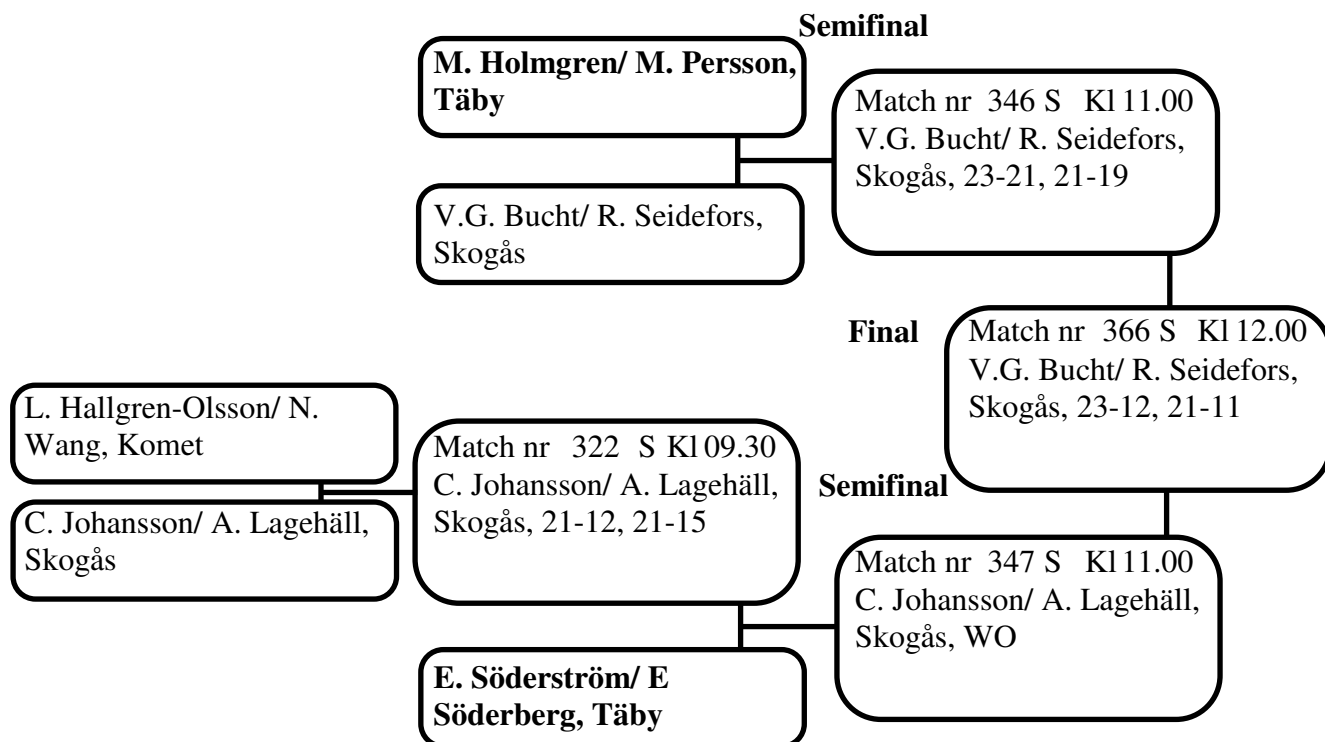 Semifinal
M. Holmgren/ M. Persson,
Täby
Match nr 346 S Kl 11.00
V.G. Bucht/ R. Seidefors,
Skogås, 23-21, 21-19
V.G. Bucht/ R. Seidefors,
Skogås
Final
Match nr 366 S Kl 12.00
V.G. Bucht/ R. Seidefors,
Skogås, 23-12, 21-11
L. Hallgren-Olsson/ N.
Wang, Komet
Match nr 322 S Kl 09.30
C. Johansson/ A. Lagehäll,
Skogås, 21-12, 21-15
Semifinal
C. Johansson/ A. Lagehäll,
Skogås
Match nr 347 S Kl 11.00
C. Johansson/ A. Lagehäll,
Skogås, WO
E. Söderström/ E
Söderberg, Täby